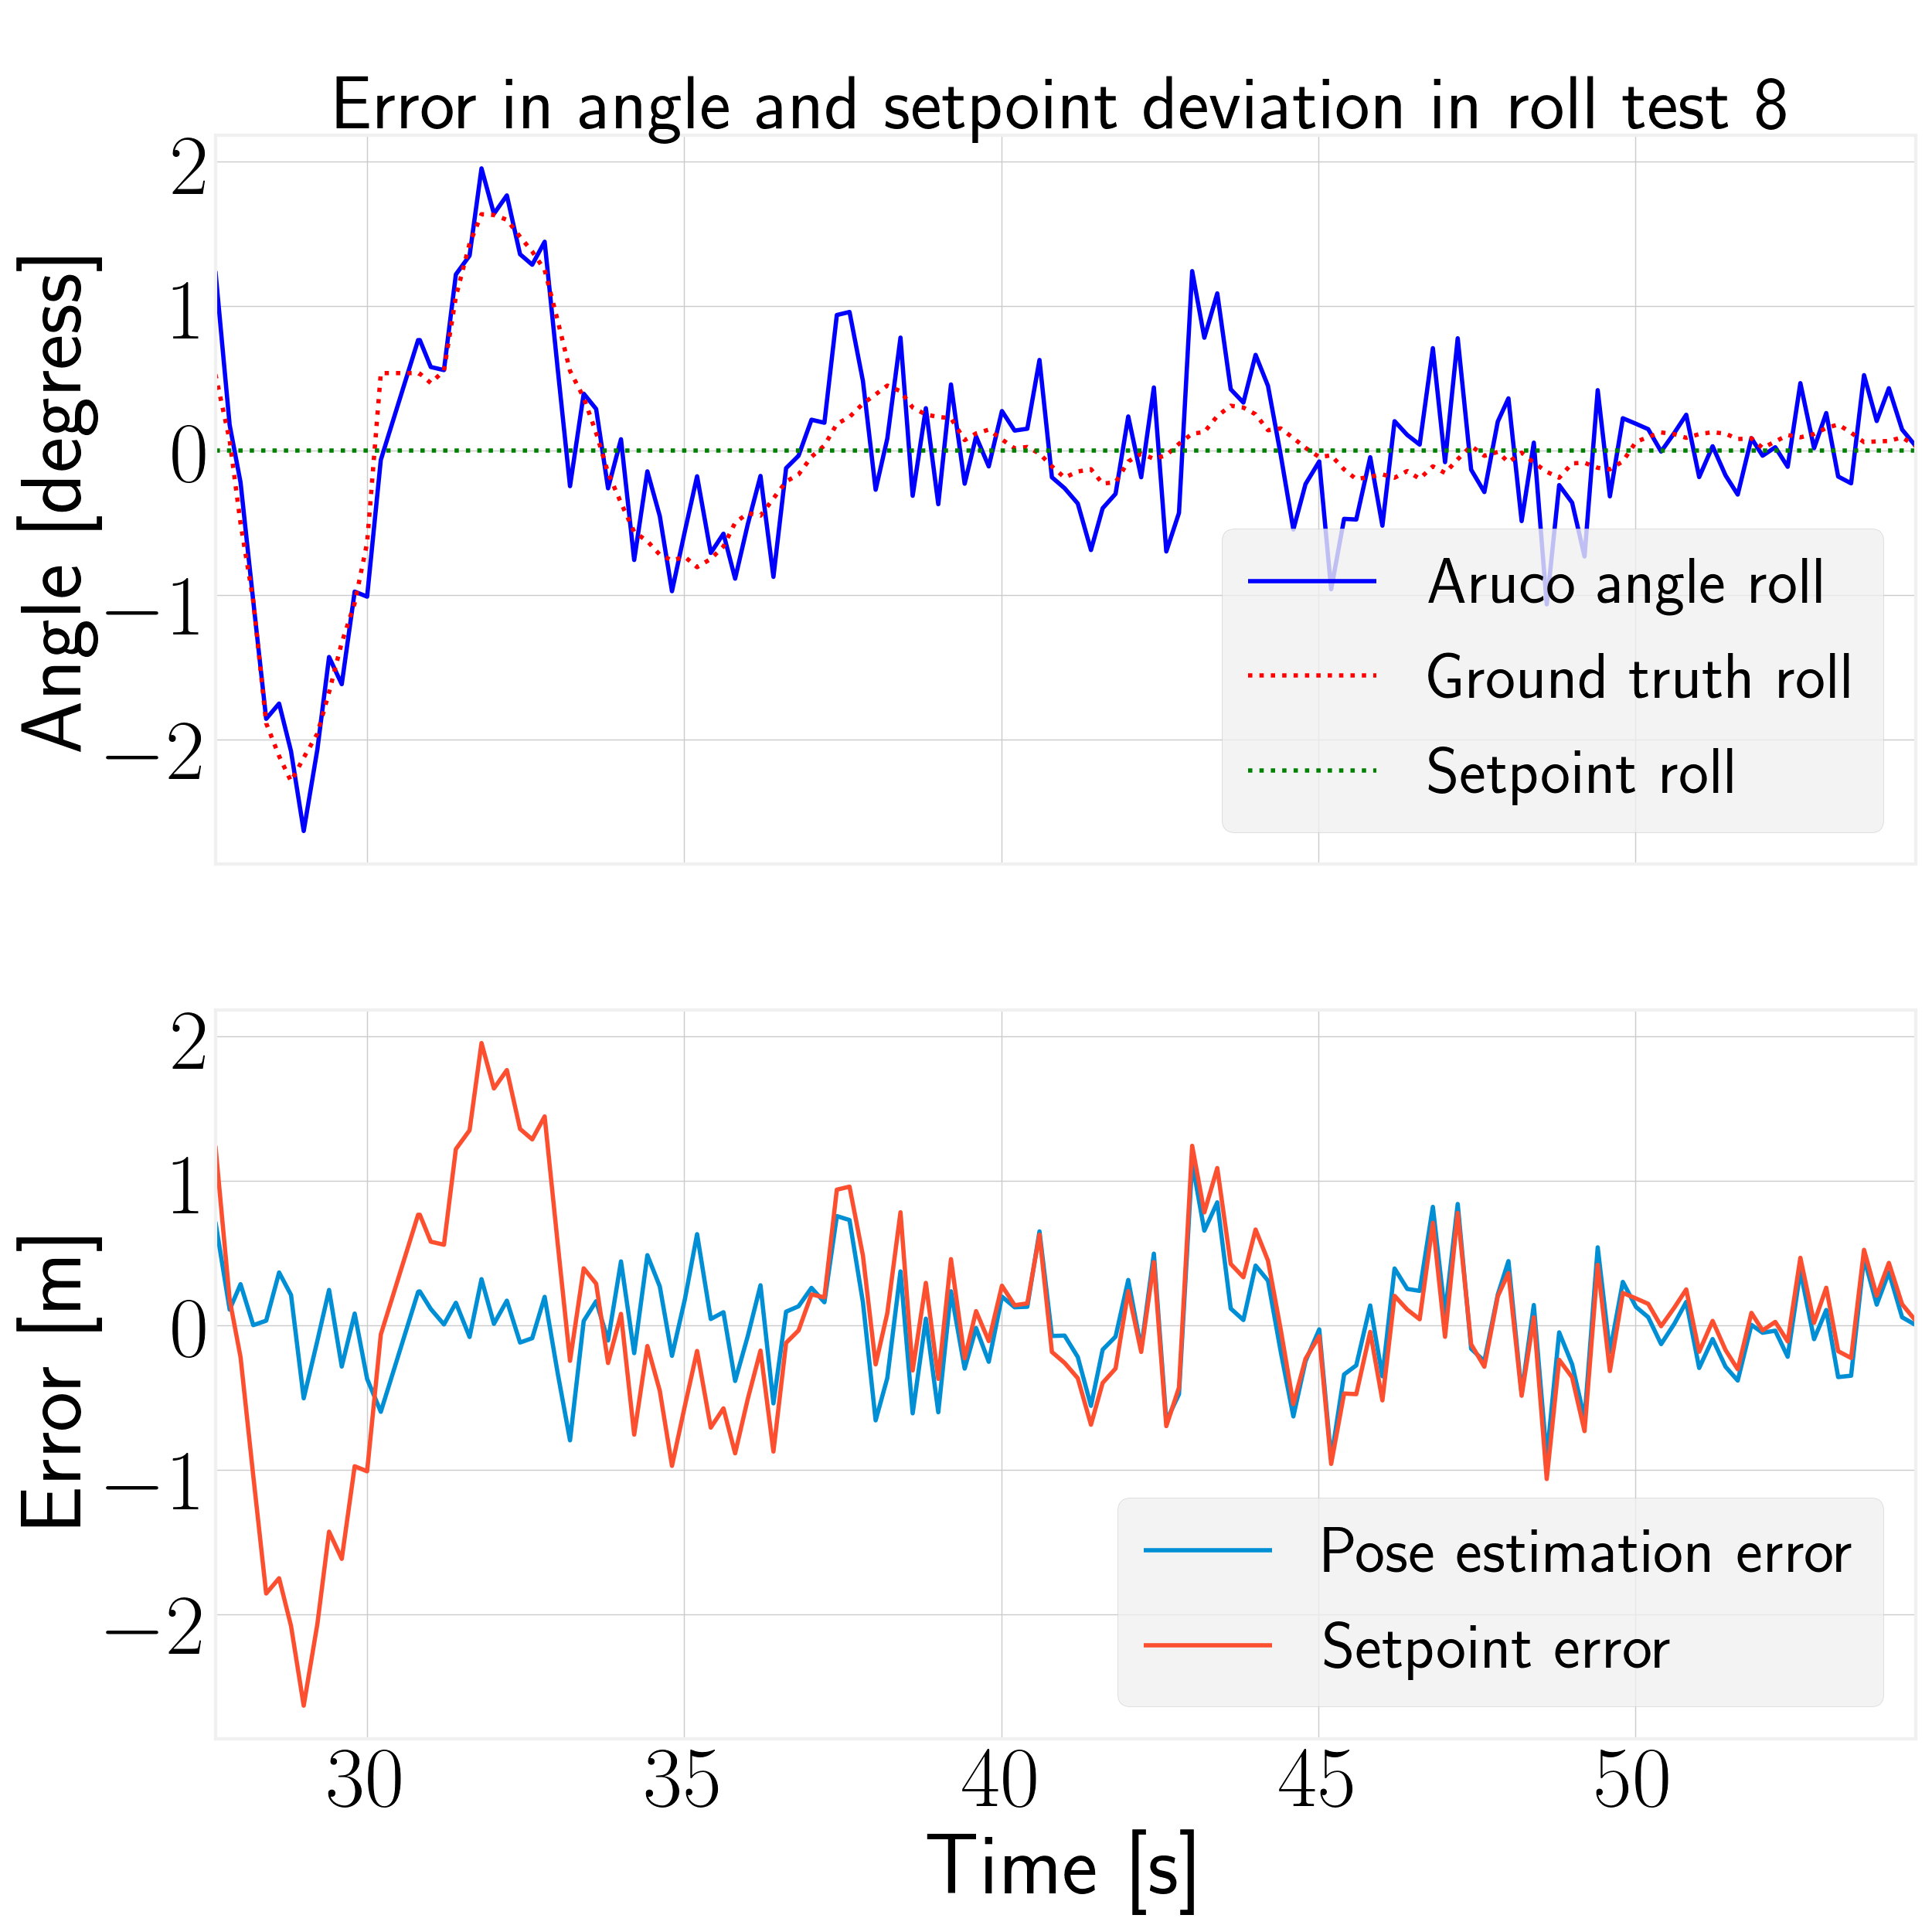 Error in angle and setpoint deviation in roll test 8
Angle [degress]
2
1
0
−1
−2
Aruco angle roll
Ground truth roll
Setpoint roll
Error [m]
2
1
0
−1
−2
Pose estimation error
Setpoint error
30 35 40 45 50
Time [s]